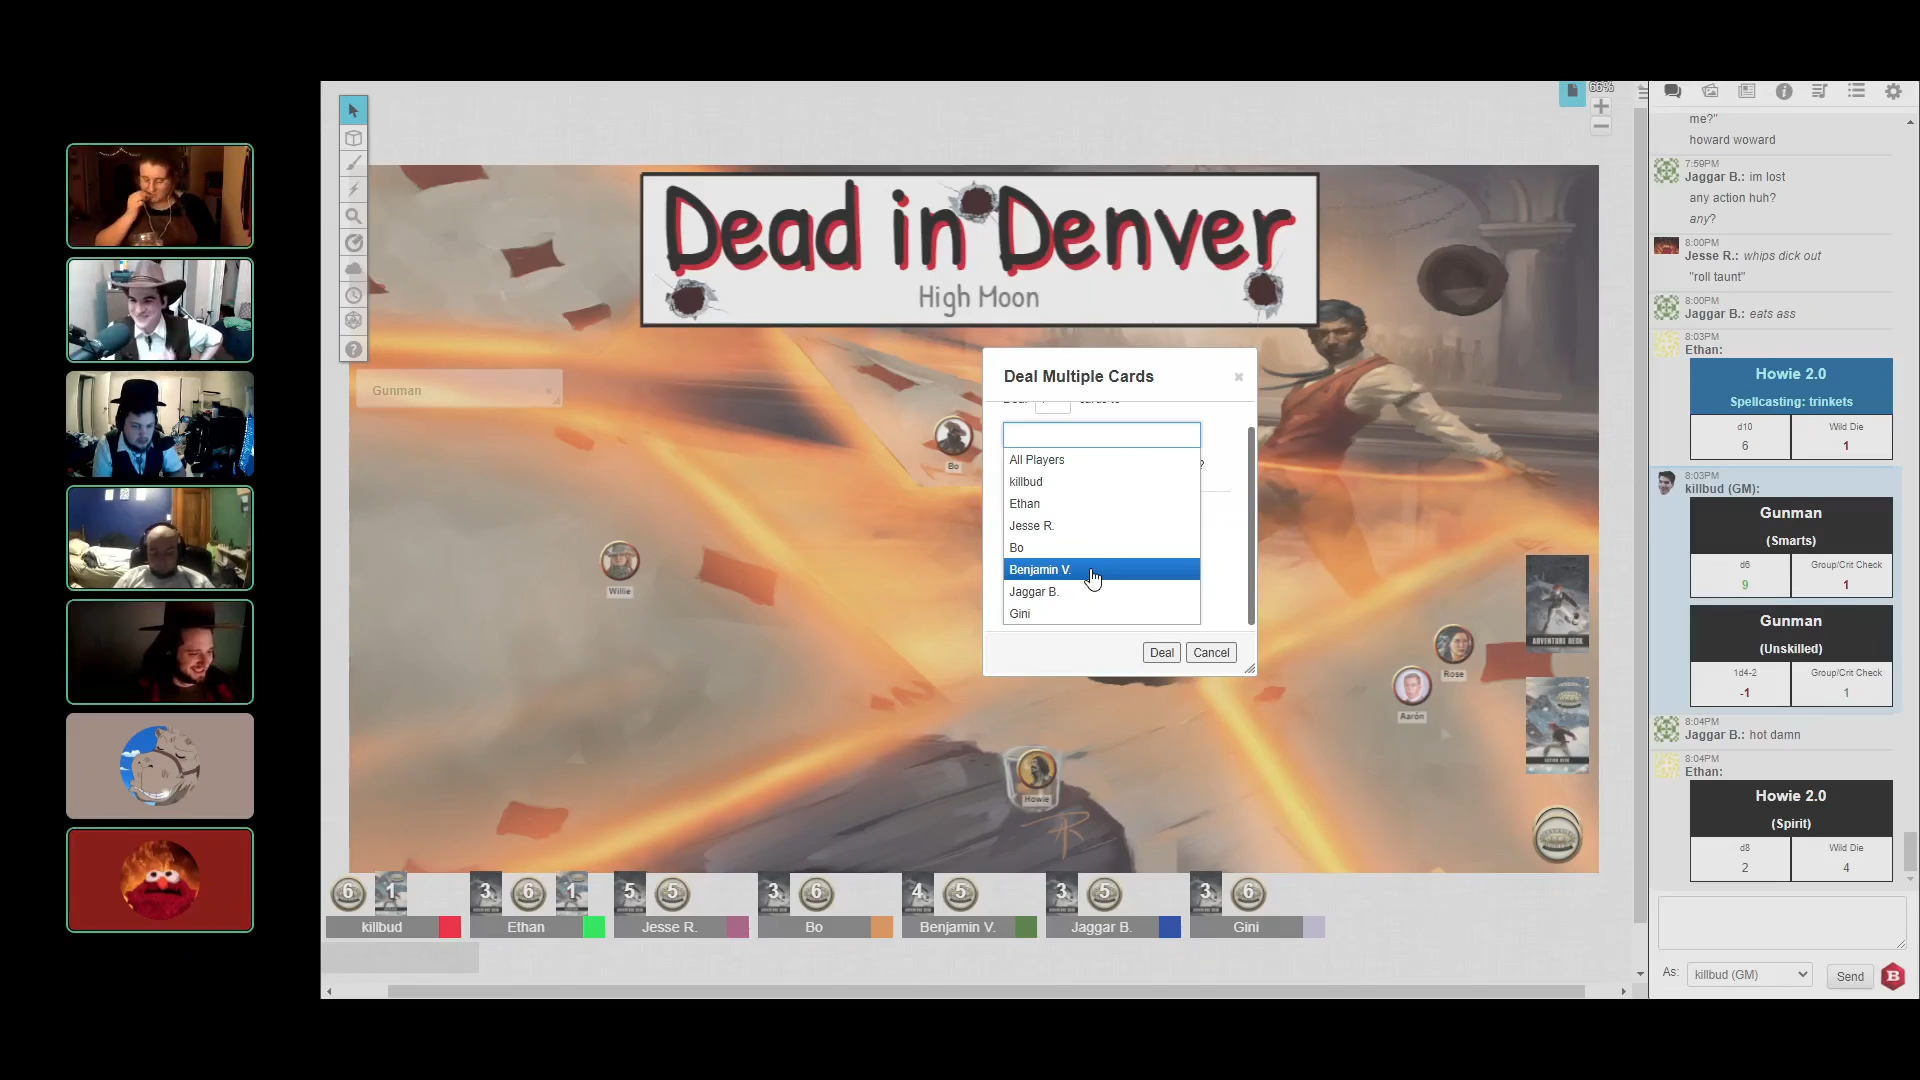 66%
Dead in Denver
High Moon
Gunman
Bo
Willie
Rose
Aarón
Howie
ADVENTURE DECK
ACTION DECK
Deal Multiple Cards
?
All Players
killbud
Ethan
Jesse R.
Bo
Benjamin V.
Jaggar B.
Gini
Deal
Cancel
6 1
3 6 1
5 5
3 6
4 5
3 5
3 6
killbud
Ethan
Jesse R.
Bo
Benjamin V.
Jaggar B.
Gini
me?"
howard woward
7:59PM
Jaggar B.: im lost
any action huh?
any?
8:00PM
Jesse R.: whips dick out
"roll taunt"
8:00PM
Jaggar B.: eats ass
8:03PM
Ethan:
Howie 2.0
Spellcasting: trinkets
d10 Wild Die
6 1
8:03PM
killbud (GM):
Gunman
(Smarts)
d6 Group/Crit Check
9 1
Gunman
(Unskilled)
1d4-2 Group/Crit Check
-1 1
8:04PM
Jaggar B.: hot damn
8:04PM
Ethan:
Howie 2.0
(Spirit)
d8 Wild Die
2 4
As: killbud (GM) Send
B